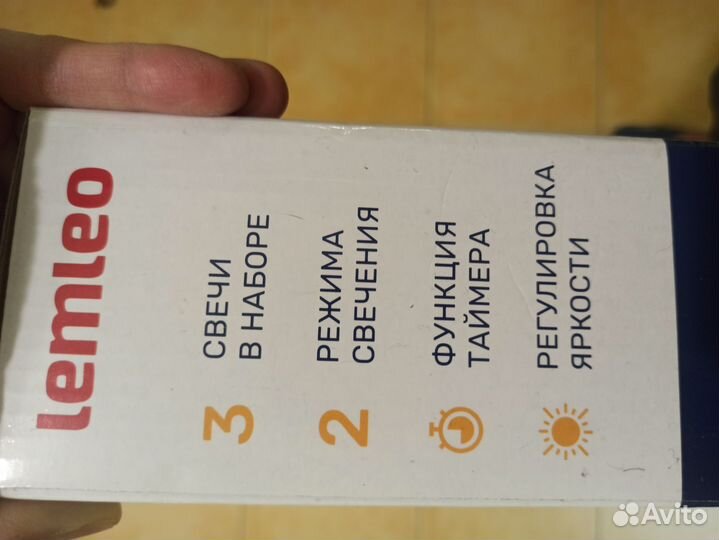 lemleo
3 СВЕЧИ
В НАБОРЕ
2 РЕЖИМА
СВЕЧЕНИЯ
ФУНКЦИЯ
ТАЙМЕРА
РЕГУЛИРОВКА
ЯРКОСТИ
Avito